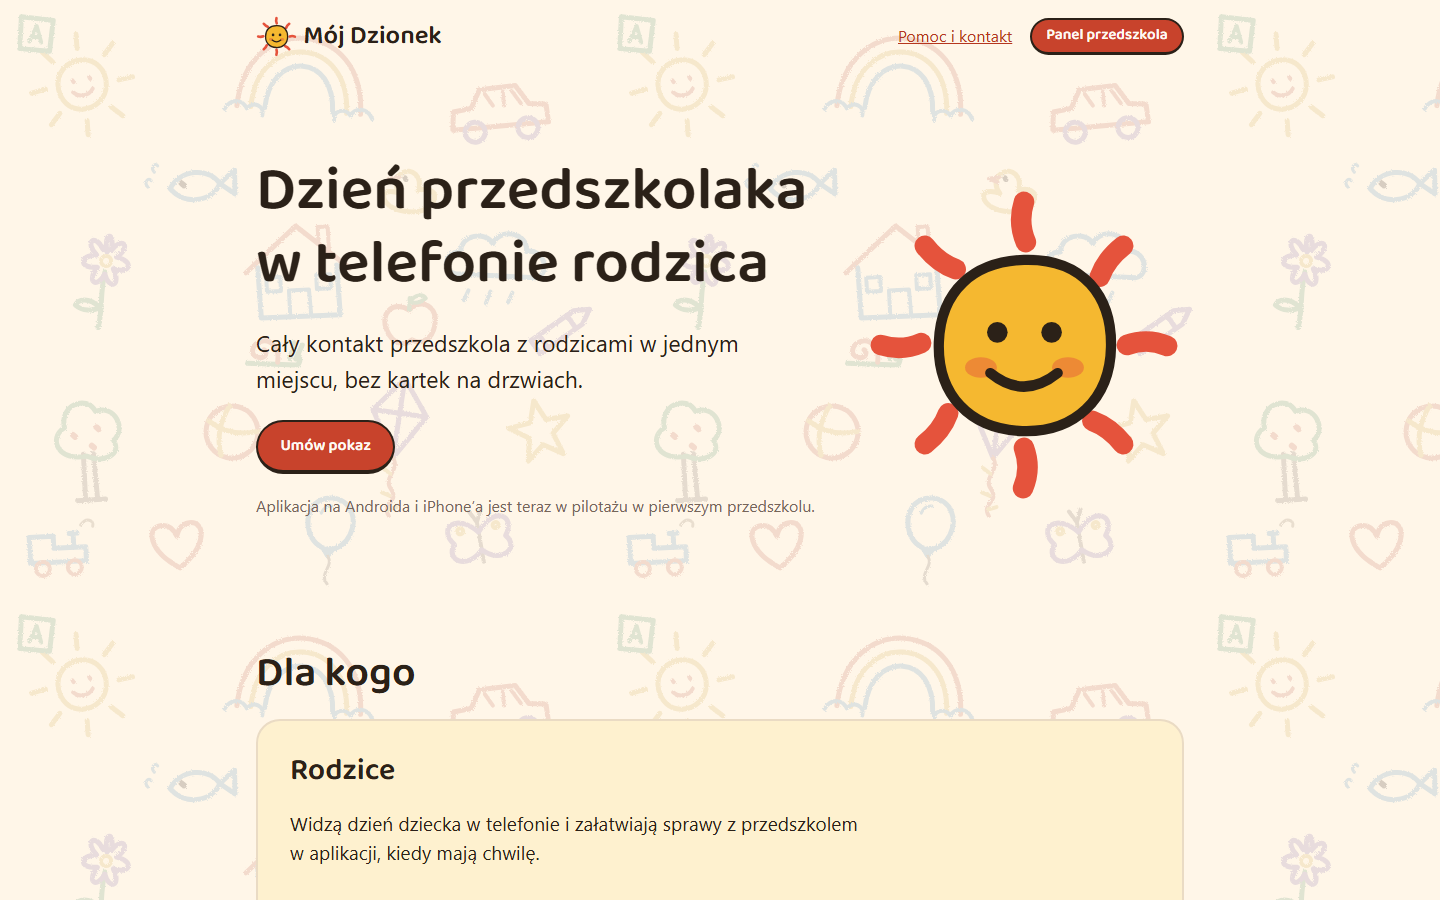 Mój Dzionek
Pomoc i kontakt
Panel przedszkola
A
A
A
Dzień przedszkolaka
w telefonie rodzica
Cały kontakt przedszkola z rodzicami w jednym
miejscu, bez kartek na drzwiach.
Umów pokaz
Aplikacja na Androida i iPhone'a jest teraz w pilotażu w pierwszym przedszkolu.
A
A
A
Dla kogo
Rodzice
Widzą dzień dziecka w telefonie i załatwiają sprawy z przedszkolem
w aplikacji, kiedy mają chwilę.